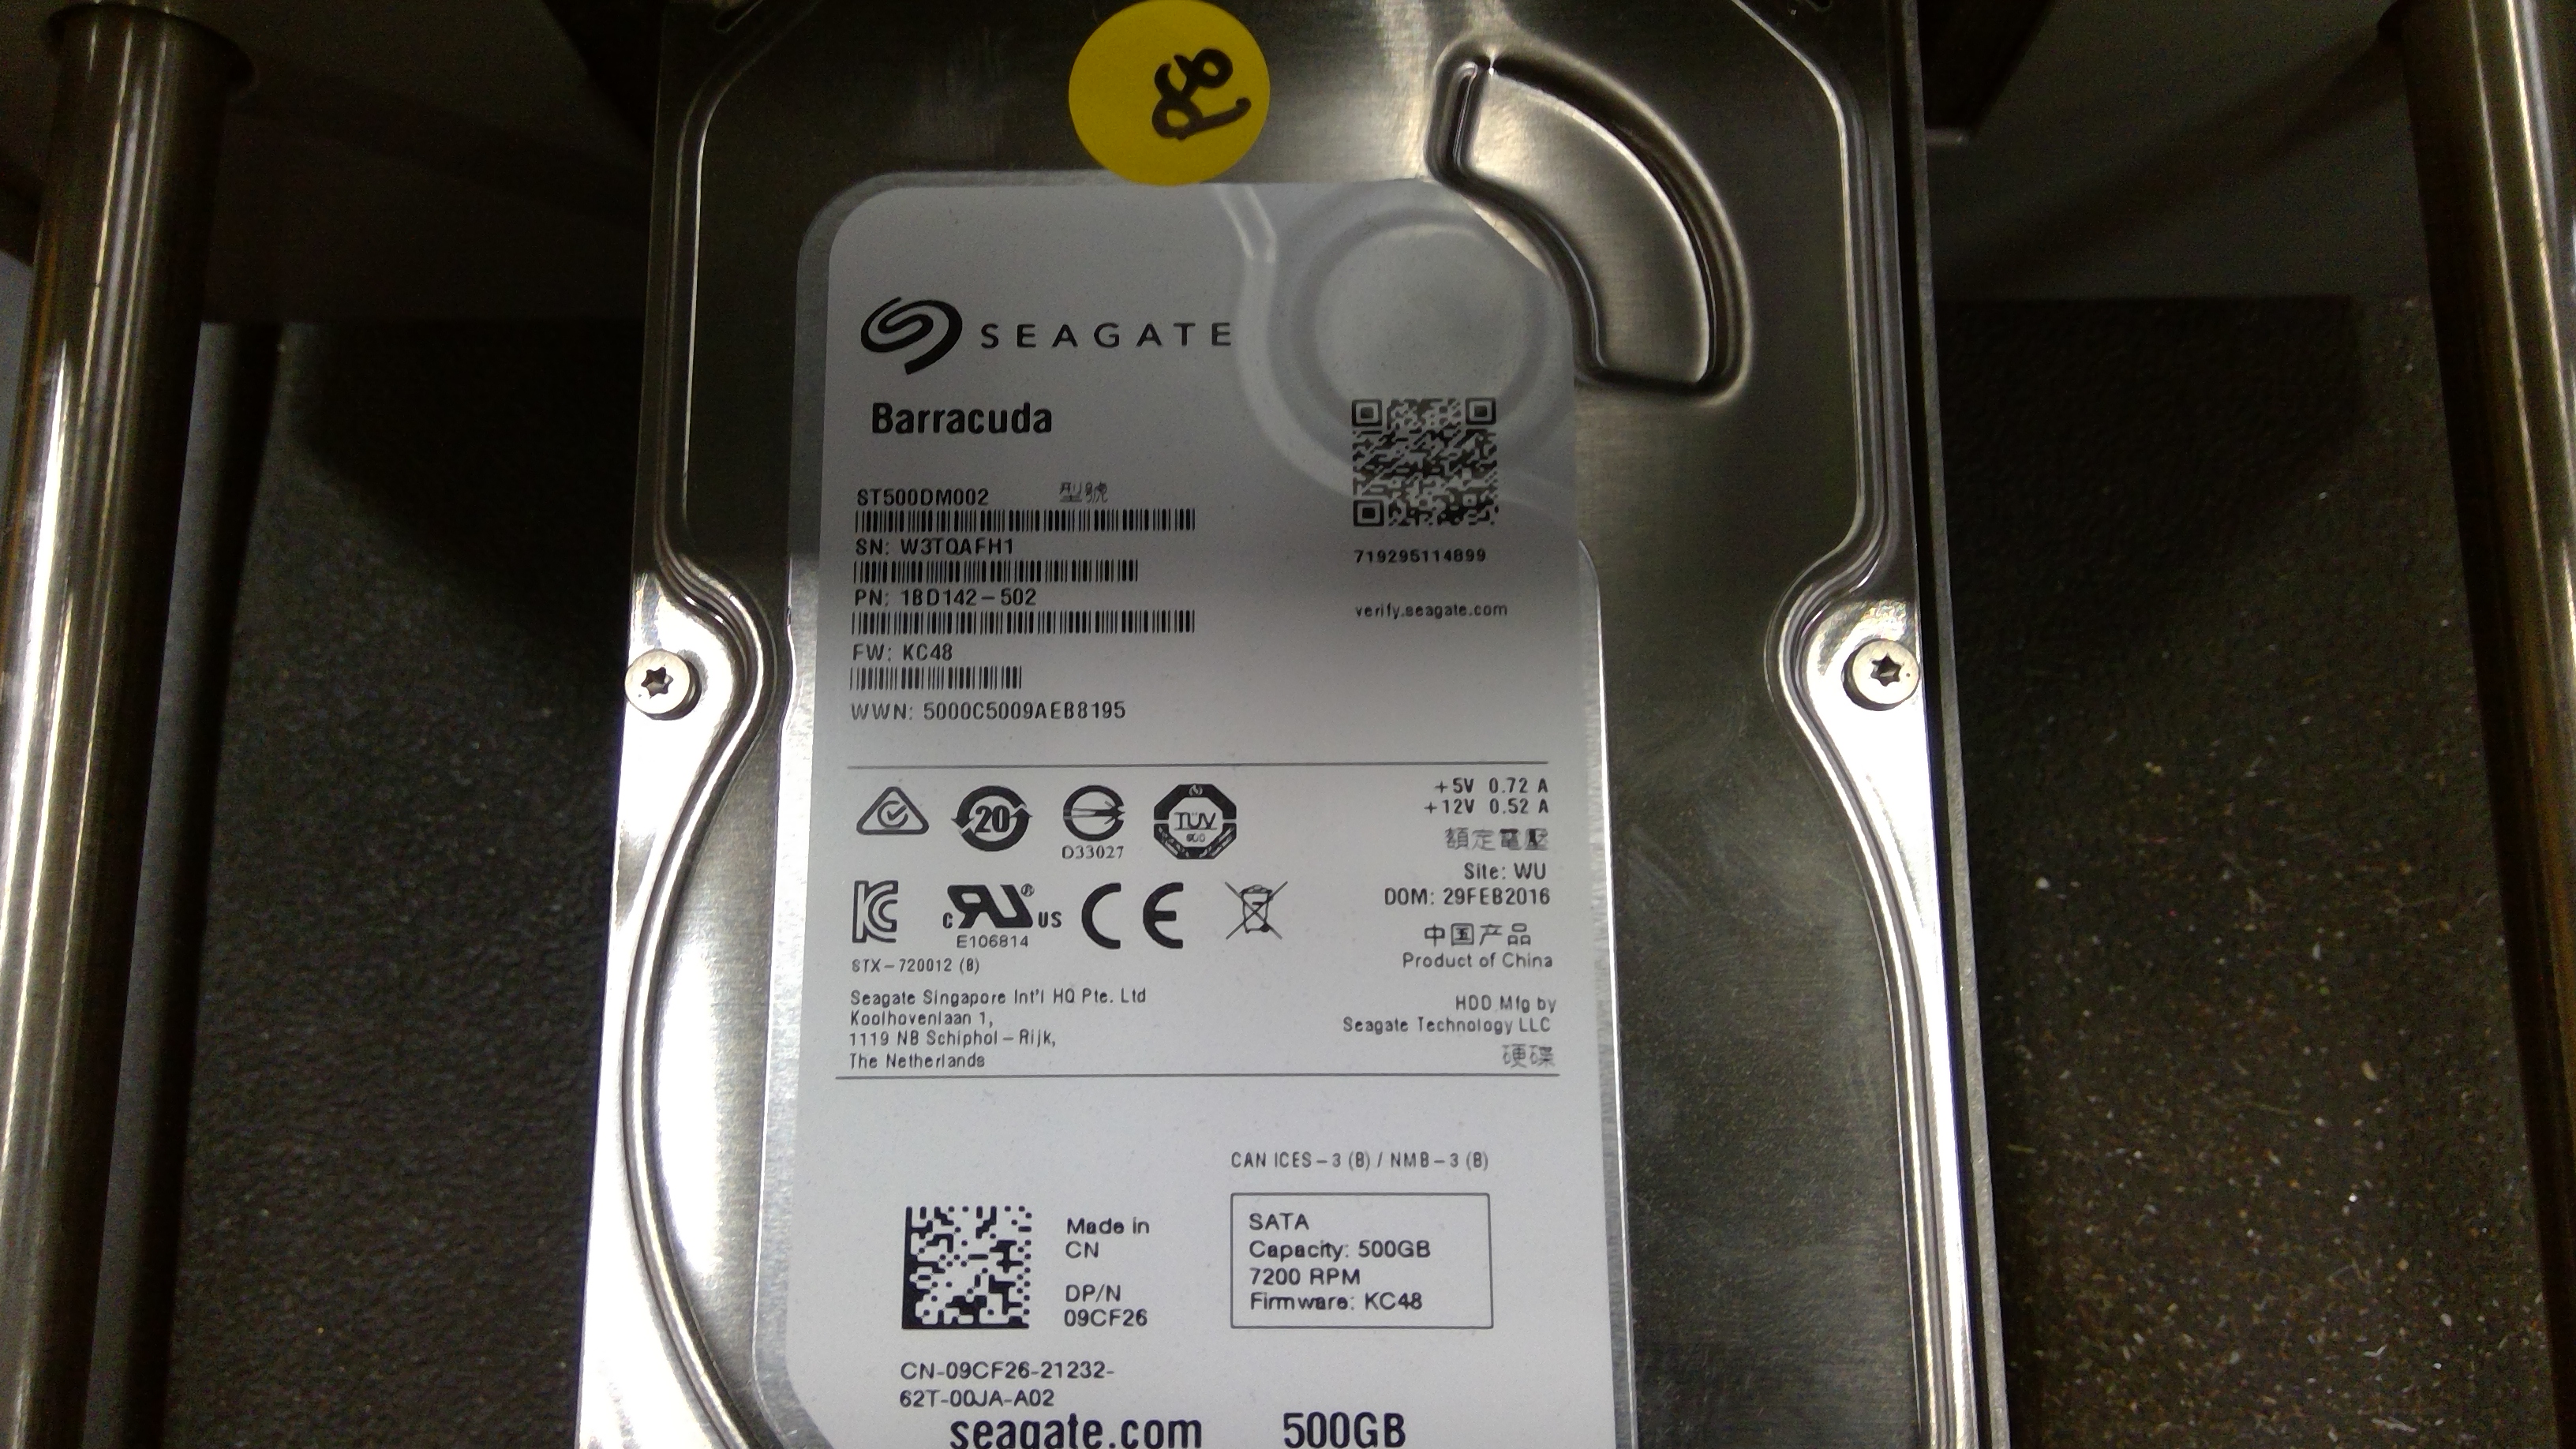 SEAGATE
Barracuda
ST500DM002 型號
SN: W3TQAFH1
PN: 1BD142-502
FW: KC48
WWN: 5000C5009AEB8195
719295114899
verify.seagate.com
20
D33027
TÜV
+5V 0.72 A
+12V 0.52 A
額定電壓
Site: WU
DOM: 29FEB2016
中国产品
Product of China
HDD Mfg by
Seagate Technology LLC
硬碟
c RU ® US
E106814
CE
STX-720012 (B)
Seagate Singapore Int'l HQ Pte. Ltd
Koolhovenlaan 1,
1119 NB Schiphol-Rijk,
The Netherlands
CAN ICES-3 (B) / NMB-3 (B)
Made in
CN
DP/N
09CF26
SATA
Capacity: 500GB
7200 RPM
Firmware: KC48
CN-09CF26-21232-
62T-00JA-A02
seagate.com 500GB